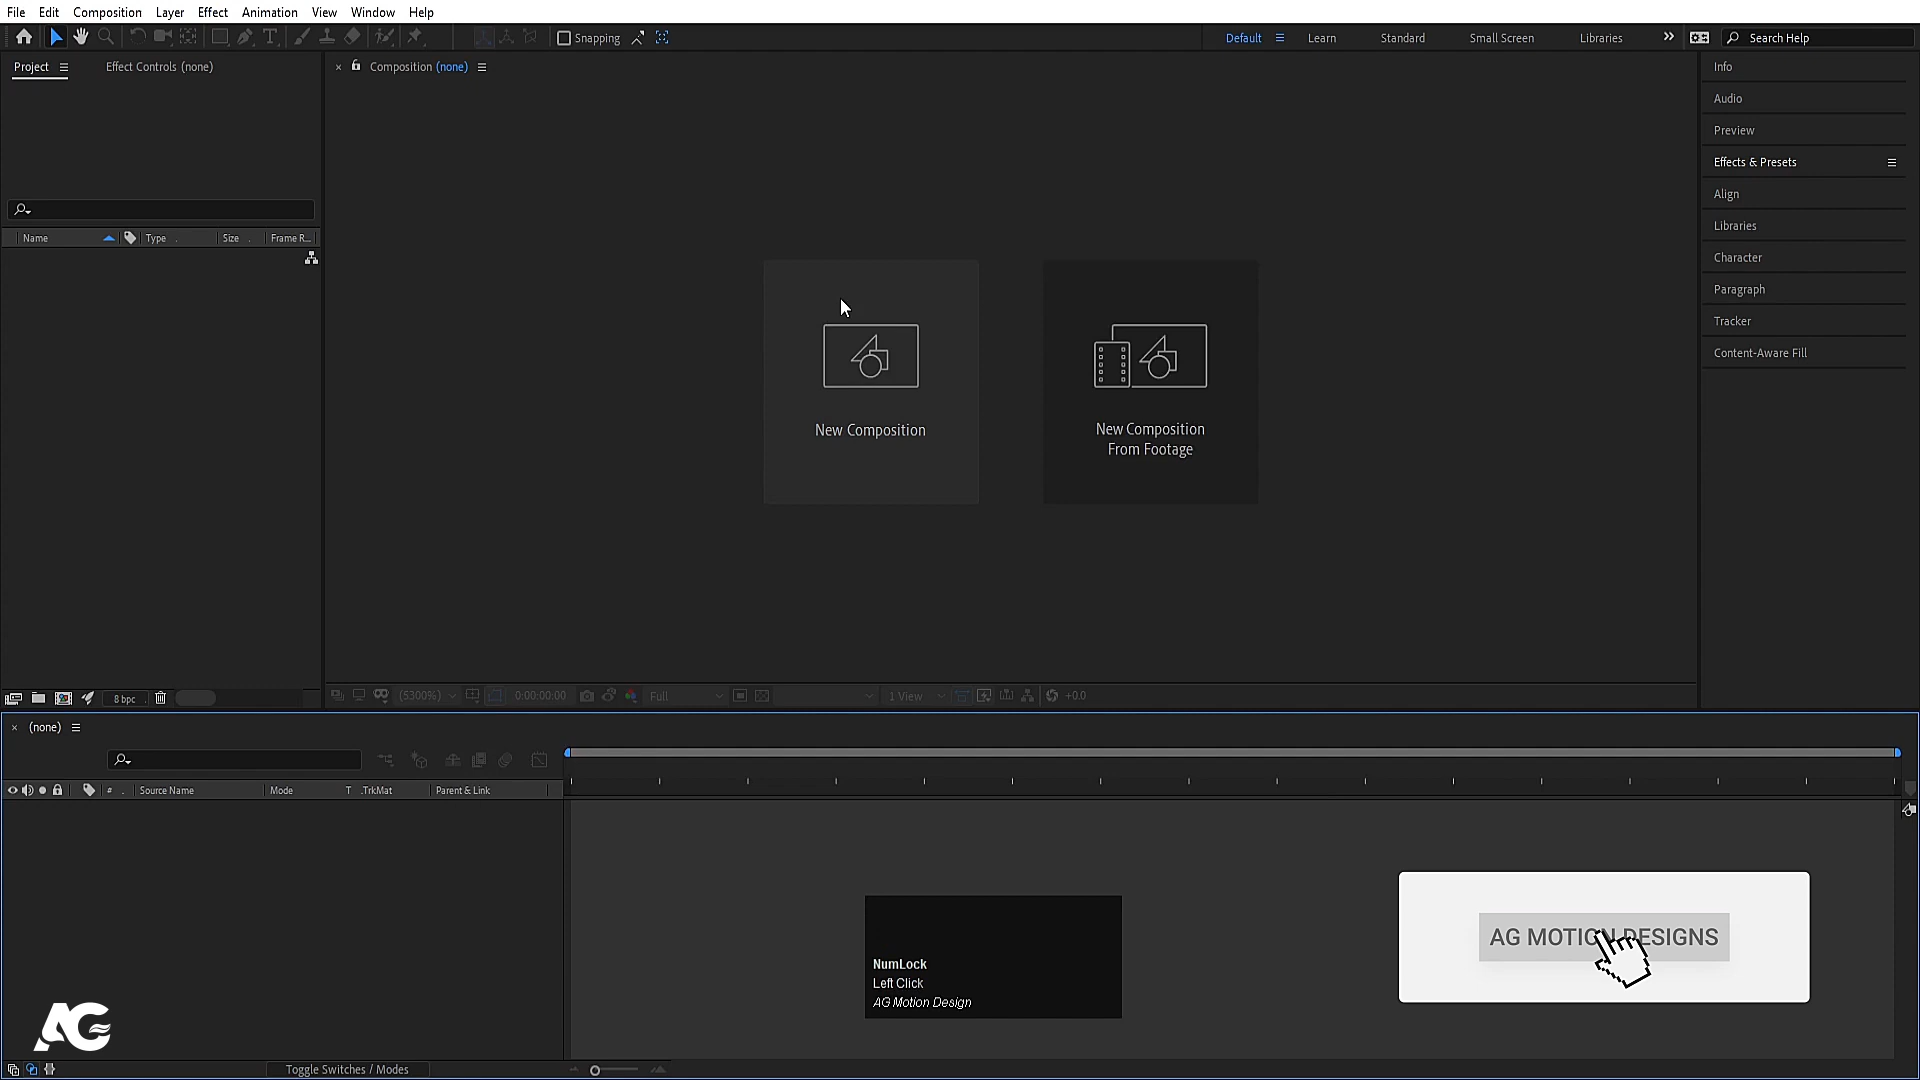 File Edit Composition Layer Effect Animation View Window Help
Snapping Default Learn Standard Small Screen Libraries Search Help
Project Effect Controls (none) Composition (none) Info
Audio
Preview
Effects & Presets
Align
Libraries
Character
Paragraph
Tracker
Content-Aware Fill
Name Type Size Frame R...
New Composition
New Composition
From Footage
8 bpc (5300%) 0:00:00:00 Full 1 View +0.0
(none)
# Source Name Mode T .TrkMat Parent & Link
NumLock
Left Click
AG Motion Design
AG MOTION DESIGNS
AG
Toggle Switches / Modes